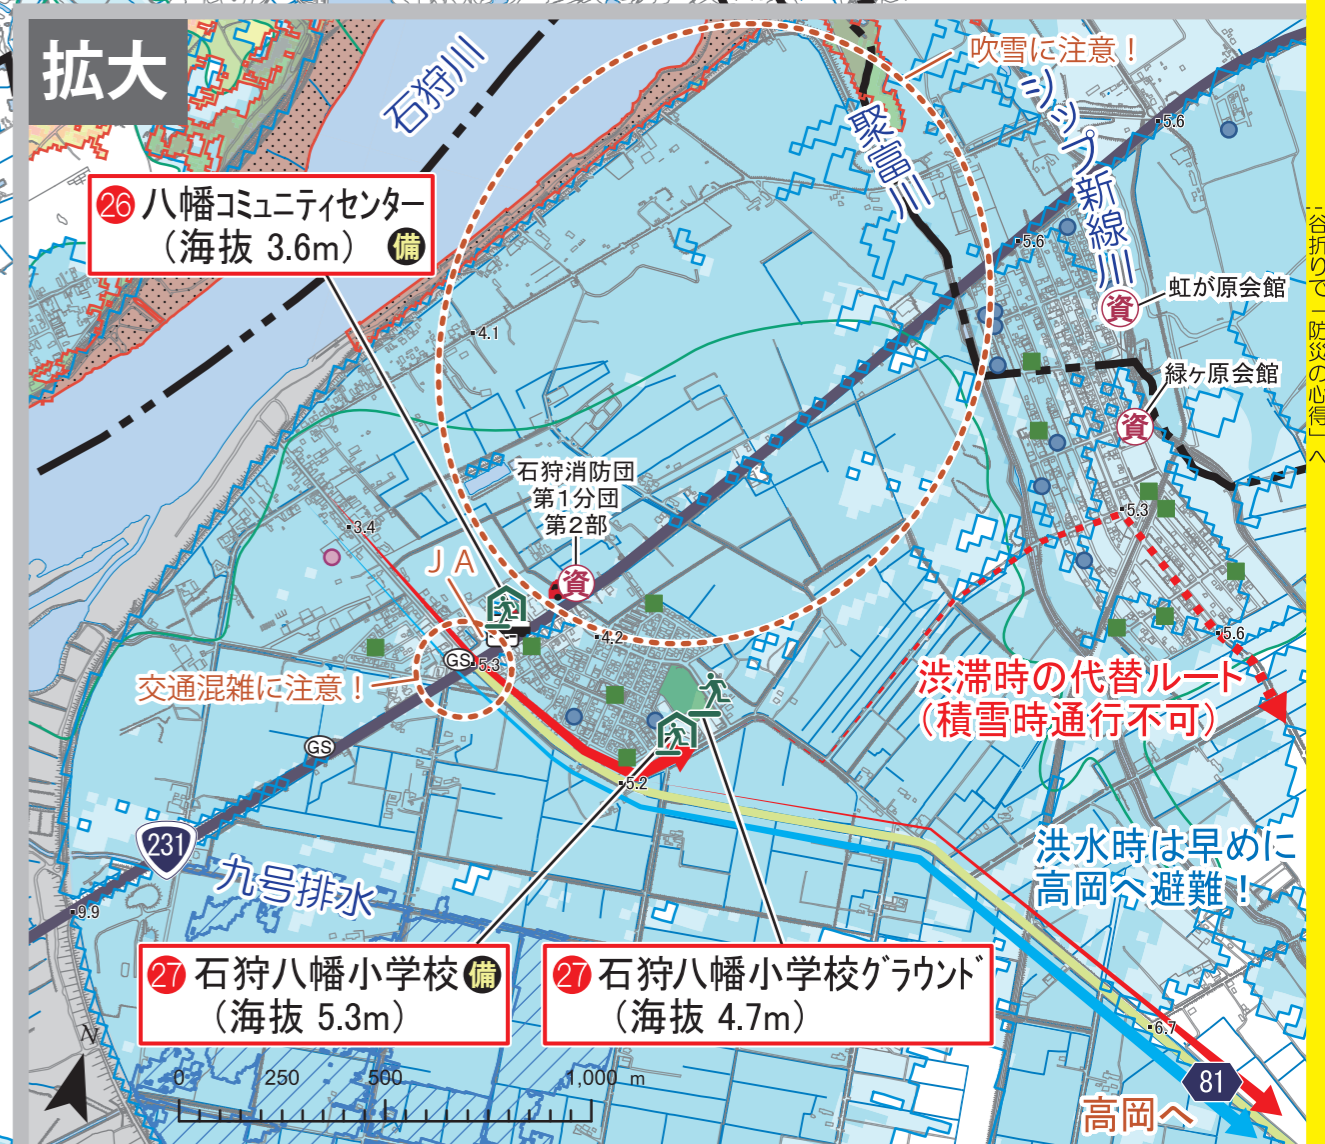 拡大
石狩川
吹雪に注意！
シップ新線川
聚富川
5.6
26 八幡コミュニティセンター
（海抜 3.6m） 備
5.6
谷折りで「防災の心得」へ
資
虹が原会館
4.1
緑ヶ原会館
資
石狩消防団
第1分団
第2部
3.4
5.3
ＪＡ
資
4.2
5.6
GS
5.3
交通混雑に注意！
渋滞時の代替ルート
（積雪時通行不可）
GS
5.2
231
洪水時は早めに
高岡へ避難！
九号排水
9.9
27 石狩八幡小学校 備
（海抜 5.3m）
27 石狩八幡小学校グラウンド
（海抜 4.7m）
6.7
N
0 250 500 1,000 m
81
高岡へ